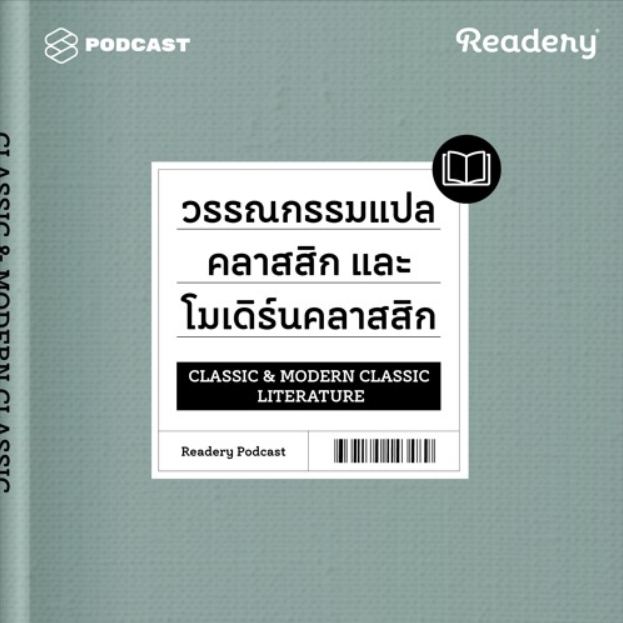 PODCAST
Readery
วรรณกรรมแปล
คลาสสิก และ
โมเดิร์นคลาสสิก
CLASSIC & MODERN CLASSIC
LITERATURE
Readery Podcast
CLASSIC & MODERN CLASSIC